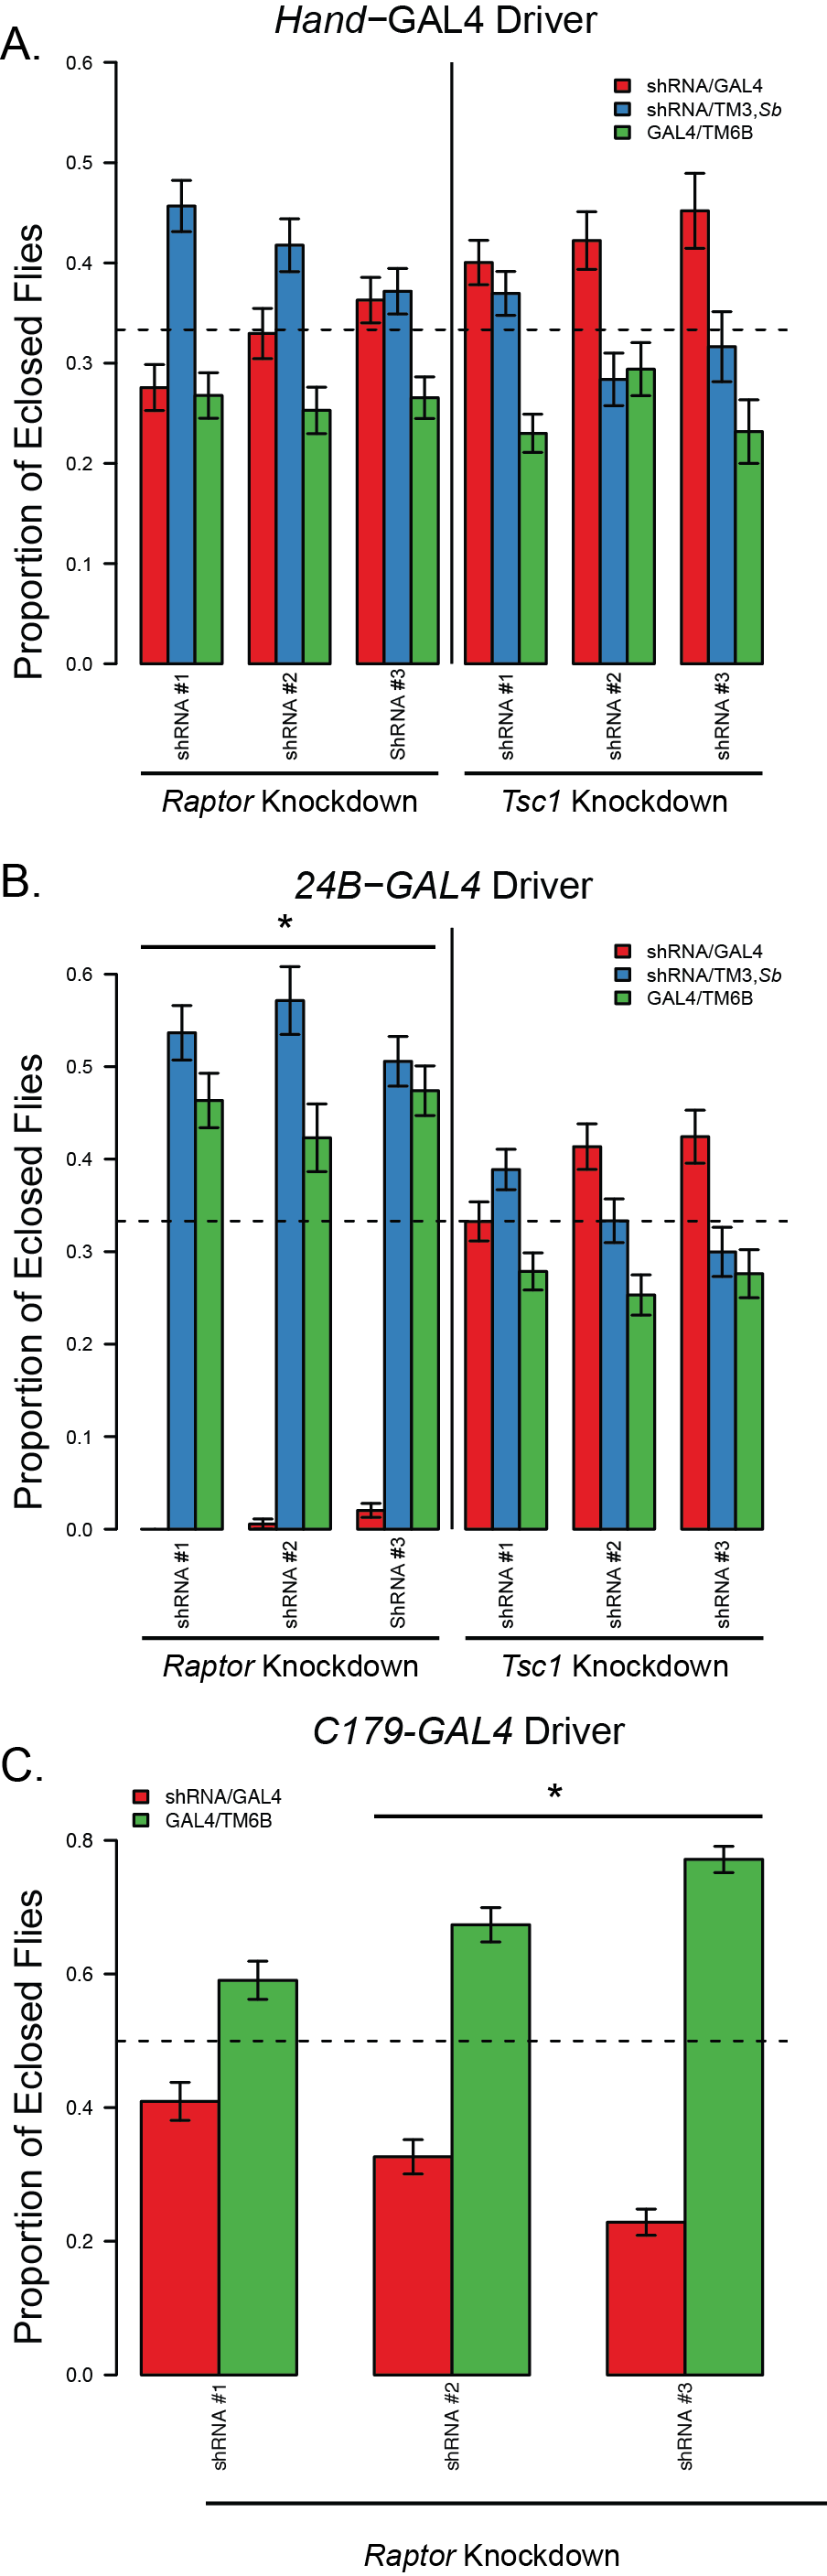 A.
Hand−GAL4 Driver
Proportion of Eclosed Flies
0.6
0.5
0.4
0.3
0.2
0.1
0.0
shRNA/GAL4
shRNA/TM3,Sb
GAL4/TM6B
shRNA #1
shRNA #2
ShRNA #3
shRNA #1
shRNA #2
shRNA #3
Raptor Knockdown
Tsc1 Knockdown
B.
24B−GAL4 Driver
*
Proportion of Eclosed Flies
0.6
0.5
0.4
0.3
0.2
0.1
0.0
shRNA/GAL4
shRNA/TM3,Sb
GAL4/TM6B
shRNA #1
shRNA #2
ShRNA #3
shRNA #1
shRNA #2
shRNA #3
Raptor Knockdown
Tsc1 Knockdown
C.
C179-GAL4 Driver
shRNA/GAL4
GAL4/TM6B
*
Proportion of Eclosed Flies
0.8
0.6
0.4
0.2
0.0
shRNA #1
shRNA #2
shRNA #3
Raptor Knockdown